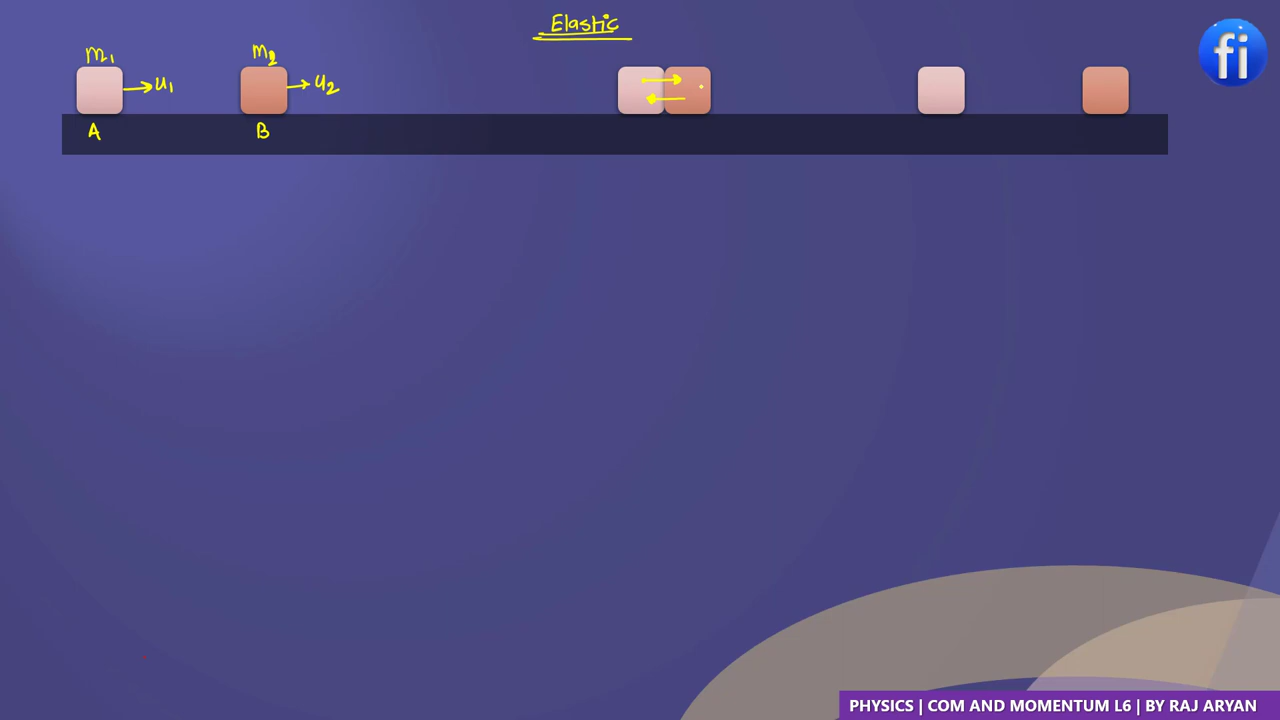 Elastic
m₁
m₂
u₁
u₂
A
B
fi
PHYSICS | COM AND MOMENTUM L6 | BY RAJ ARYAN